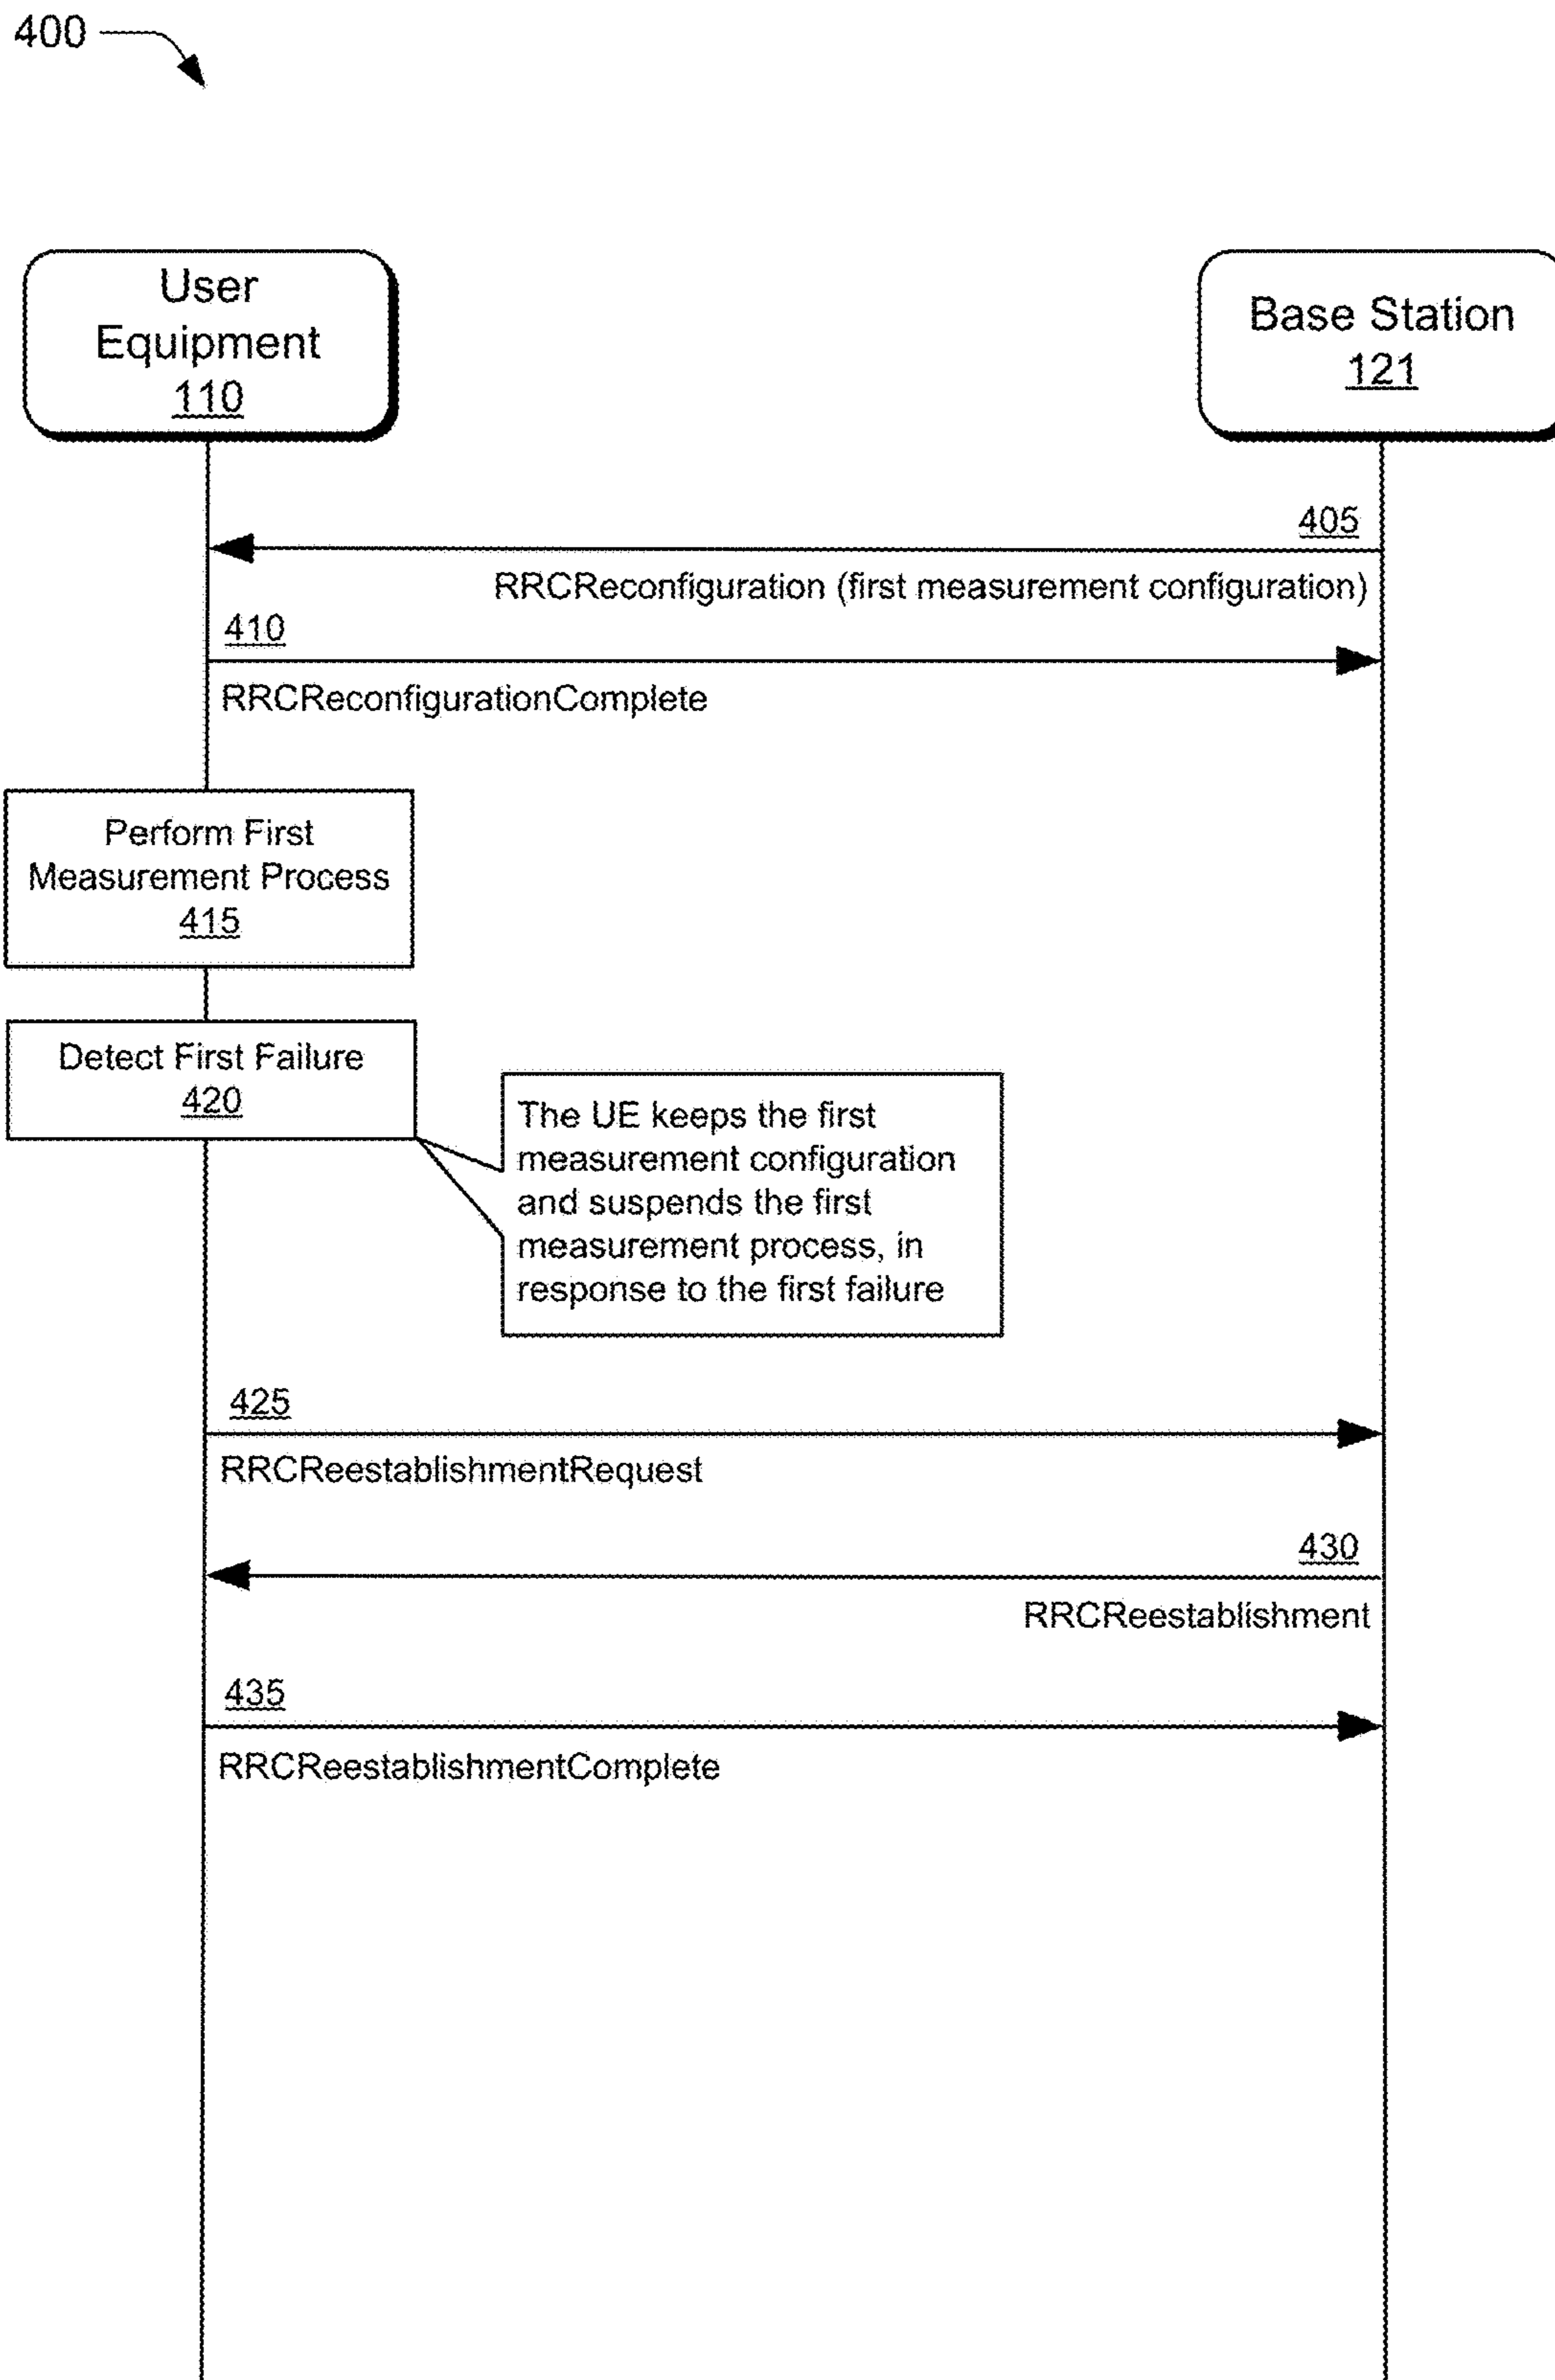 400
User
Equipment
110
Base Station
121
405
RRCReconfiguration (first measurement configuration)
410
RRCReconfigurationComplete
Perform First
Measurement Process
415
Detect First Failure
420
The UE keeps the first
measurement configuration
and suspends the first
measurement process, in
response to the first failure
425
RRCReestablishmentRequest
430
RRCReestablishment
435
RRCReestablishmentComplete